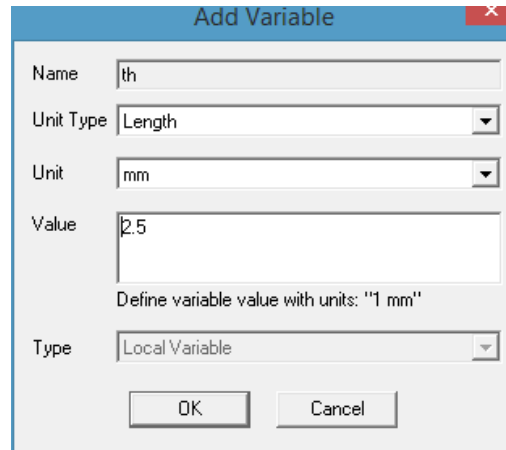 Add Variable
Name th
Unit Type Length
Unit mm
Value 2.5
Define variable value with units: "1 mm"
Type Local Variable
OK Cancel